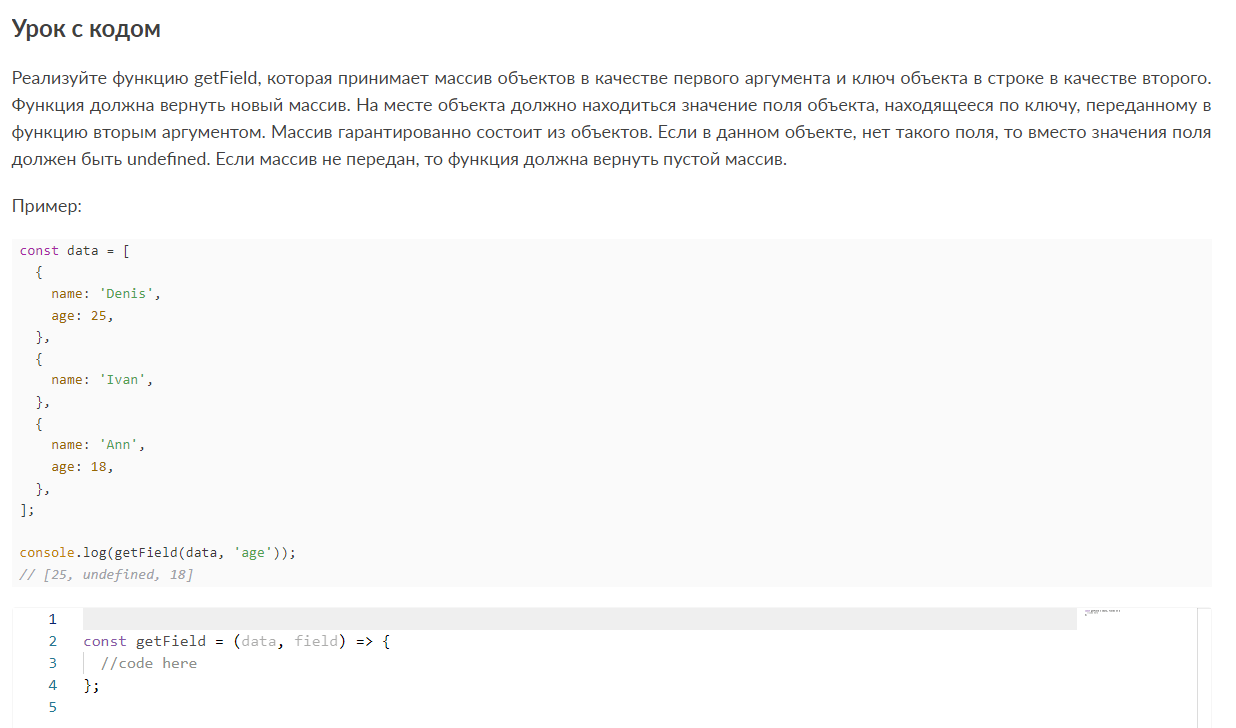 Урок с кодом
Реализуйте функцию getField, которая принимает массив объектов в качестве первого аргумента и ключ объекта в строке в качестве второго.
Функция должна вернуть новый массив. На месте объекта должно находиться значение поля объекта, находящееся по ключу, переданному в
функцию вторым аргументом. Массив гарантированно состоит из объектов. Если в данном объекте, нет такого поля, то вместо значения поля
должен быть undefined. Если массив не передан, то функция должна вернуть пустой массив.
Пример:
const data = [
  {
    name: 'Denis',
    age: 25,
  },
  {
    name: 'Ivan',
  },
  {
    name: 'Ann',
    age: 18,
  },
];
console.log(getField(data, 'age'));
// [25, undefined, 18]
1
2 const getField = (data, field) => {
3   //code here
4 };
5